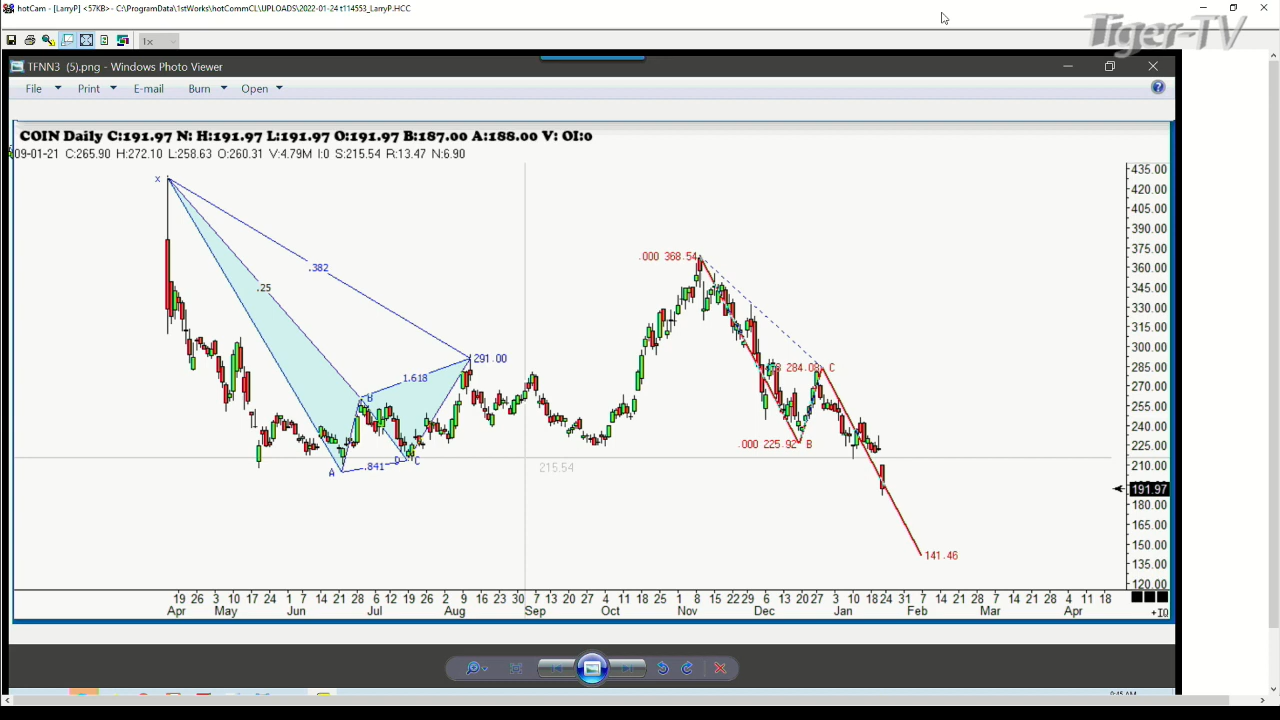 hotCam - [LarryP] <57KB>- C:\ProgramData\1stWorks\hotCommCL\UPLOADS\2022-01-24 t114553_LarryP.HCC
Tiger-TV
1x
TFNN3 (5).png - Windows Photo Viewer
File Print E-mail Burn Open
COIN Daily C:191.97 N: H:191.97 L:191.97 O:191.97 B:187.00 A:188.00 V: OI:0
09-01-21 C:265.90 H:272.10 L:258.63 O:260.31 V:4.79M I:0 S:215.54 R:13.47 N:6.90
435.00
X
420.00
405.00
390.00
375.00
.000 368.54
.382
360.00
.25
345.00
330.00
315.00
300.00
291.00
284.08 C
285.00
1.618
270.00
B
255.00
240.00
.000 225.92 B
225.00
D C
215.54
210.00
A .841
191.97
180.00
165.00
141.46
150.00
135.00
120.00
19 26 3 10 17 24 1 7 14 21 28 6 12 19 26 2 9 16 23 30 7 13 20 27 4 11 18 25 1 8 15 22 29 6 13 20 27 3 10 18 24 31 7 14 21 28 7 14 21 28 4 11 18
Apr May Jun Jul Aug Sep Oct Nov Dec Jan Feb Mar Apr